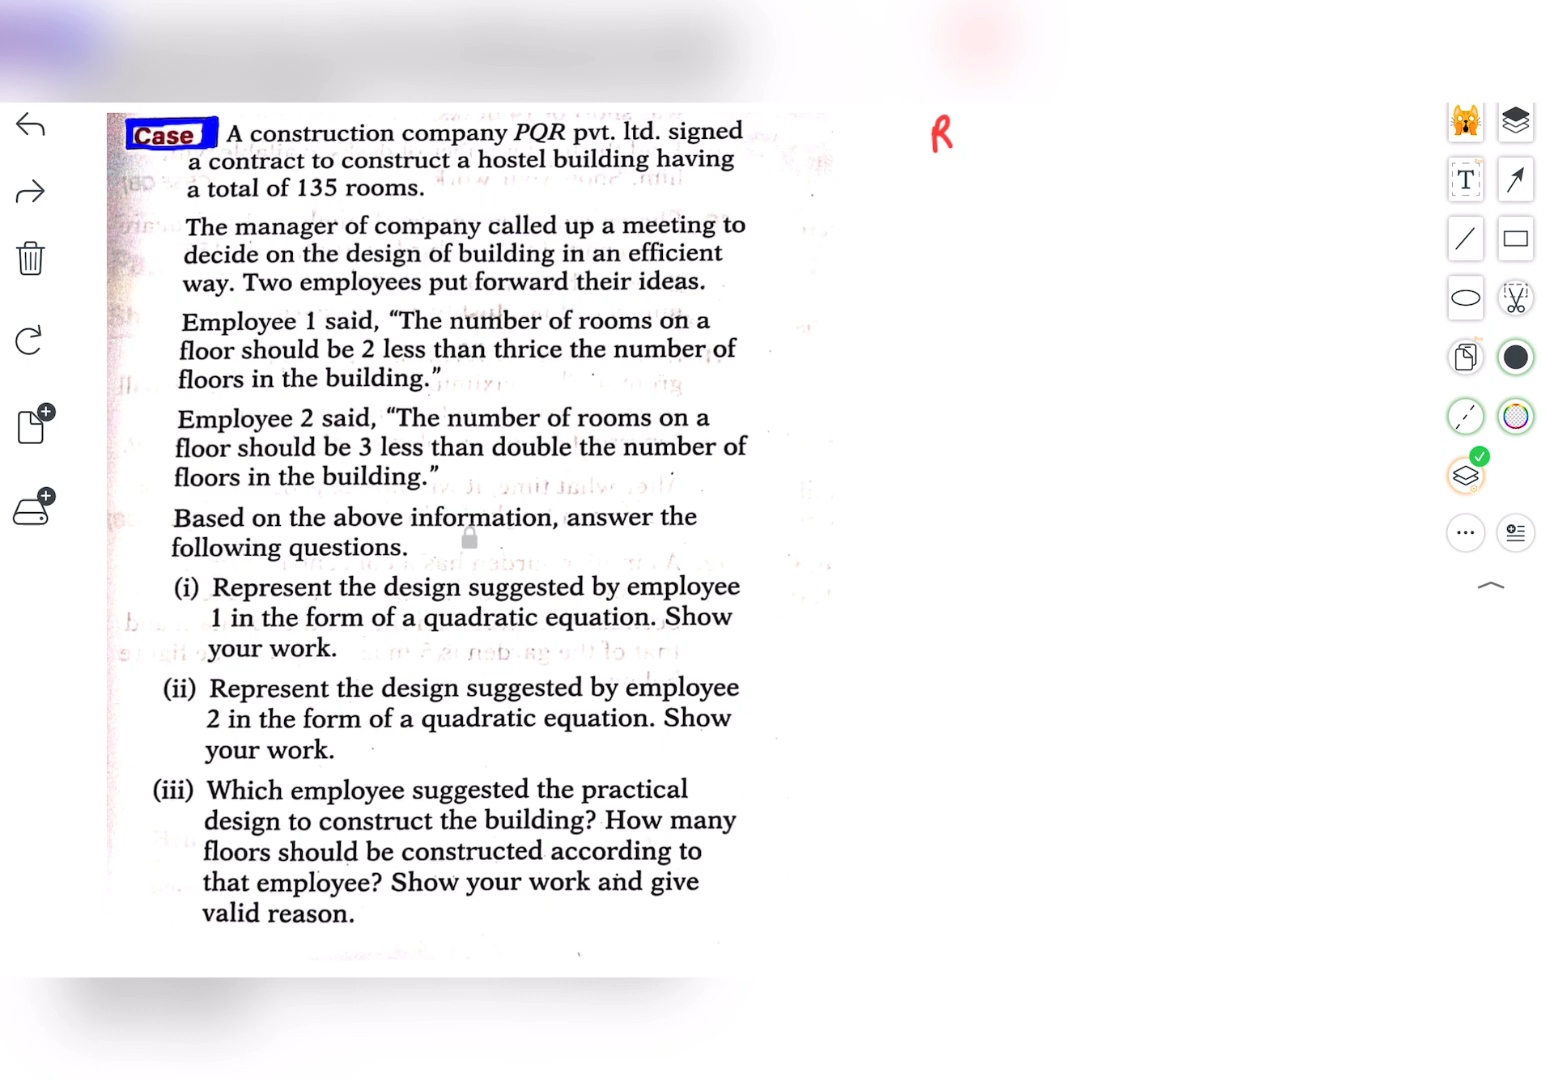 Case A construction company PQR pvt. ltd. signed
a contract to construct a hostel building having
a total of 135 rooms.
The manager of company called up a meeting to
decide on the design of building in an efficient
way. Two employees put forward their ideas.
Employee 1 said, “The number of rooms on a
floor should be 2 less than thrice the number of
floors in the building.”
Employee 2 said, “The number of rooms on a
floor should be 3 less than double the number of
floors in the building.”
Based on the above information, answer the
following questions.
(i) Represent the design suggested by employee
1 in the form of a quadratic equation. Show
your work.
(ii) Represent the design suggested by employee
2 in the form of a quadratic equation. Show
your work.
(iii) Which employee suggested the practical
design to construct the building? How many
floors should be constructed according to
that employee? Show your work and give
valid reason.
R
T